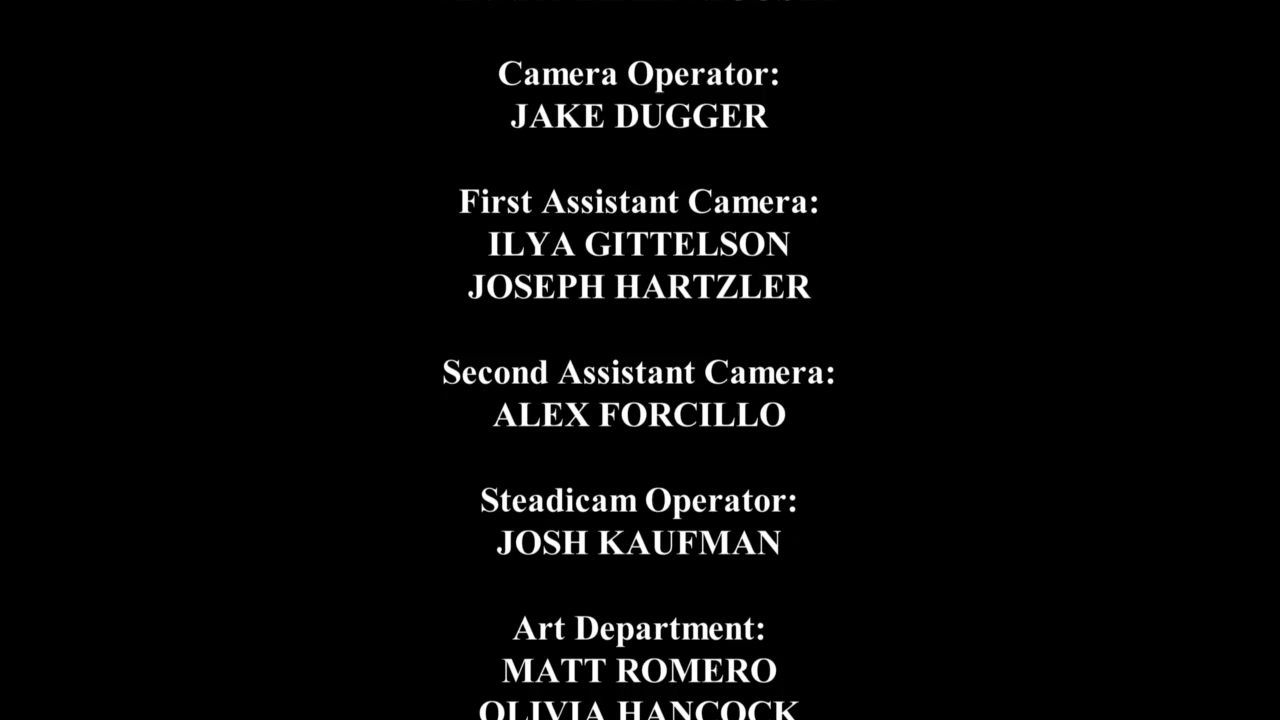 Camera Operator:
JAKE DUGGER
First Assistant Camera:
ILYA GITTELSON
JOSEPH HARTZLER
Second Assistant Camera:
ALEX FORCILLO
Steadicam Operator:
JOSH KAUFMAN
Art Department:
MATT ROMERO
OLIVIA HANCOCK